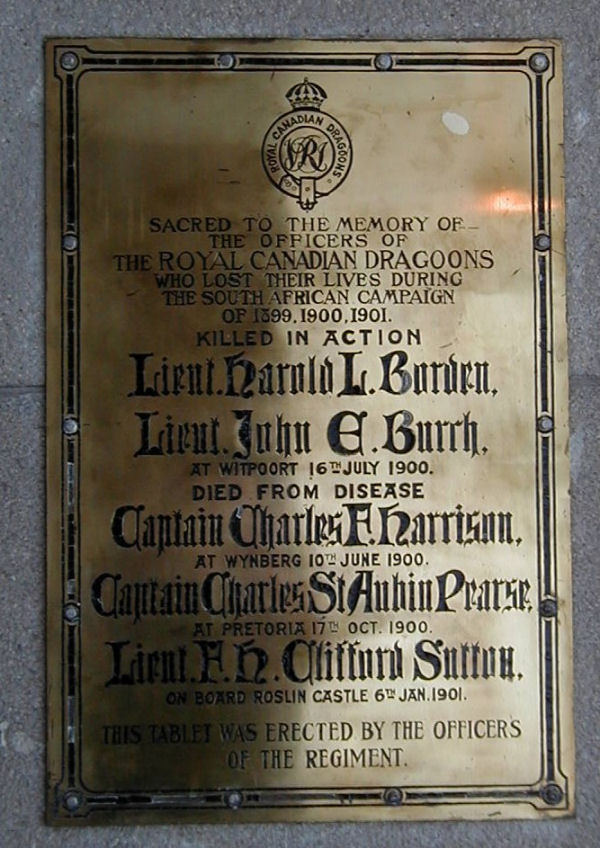 ROYAL CANADIAN DRAGOONS
VRI
SACRED TO THE MEMORY OF
THE OFFICERS OF
THE ROYAL CANADIAN DRAGOONS
WHO LOST THEIR LIVES DURING
THE SOUTH AFRICAN CAMPAIGN
OF 1899, 1900, 1901.
KILLED IN ACTION
Lieut. Harold L. Borden,
Lieut. John E. Burch,
AT WITPOORT 16TH JULY 1900.
DIED FROM DISEASE
Captain Charles F. Harrison,
AT WYNBERG 10TH JUNE 1900.
Captain Charles St Aubin Pearse,
AT PRETORIA 17TH OCT. 1900.
Lieut. F. H. Clifford Sutton,
ON BOARD ROSLIN CASTLE 6TH JAN. 1901.
THIS TABLET WAS ERECTED BY THE OFFICERS
OF THE REGIMENT.